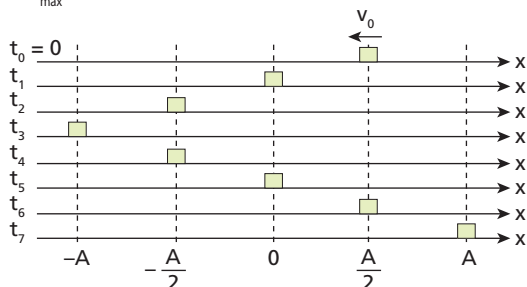 max
v₀
t₀ = 0 x
t₁ x
t₂ x
t₃ x
t₄ x
t₅ x
t₆ x
t₇ x
–A –A/2 0 A/2 A